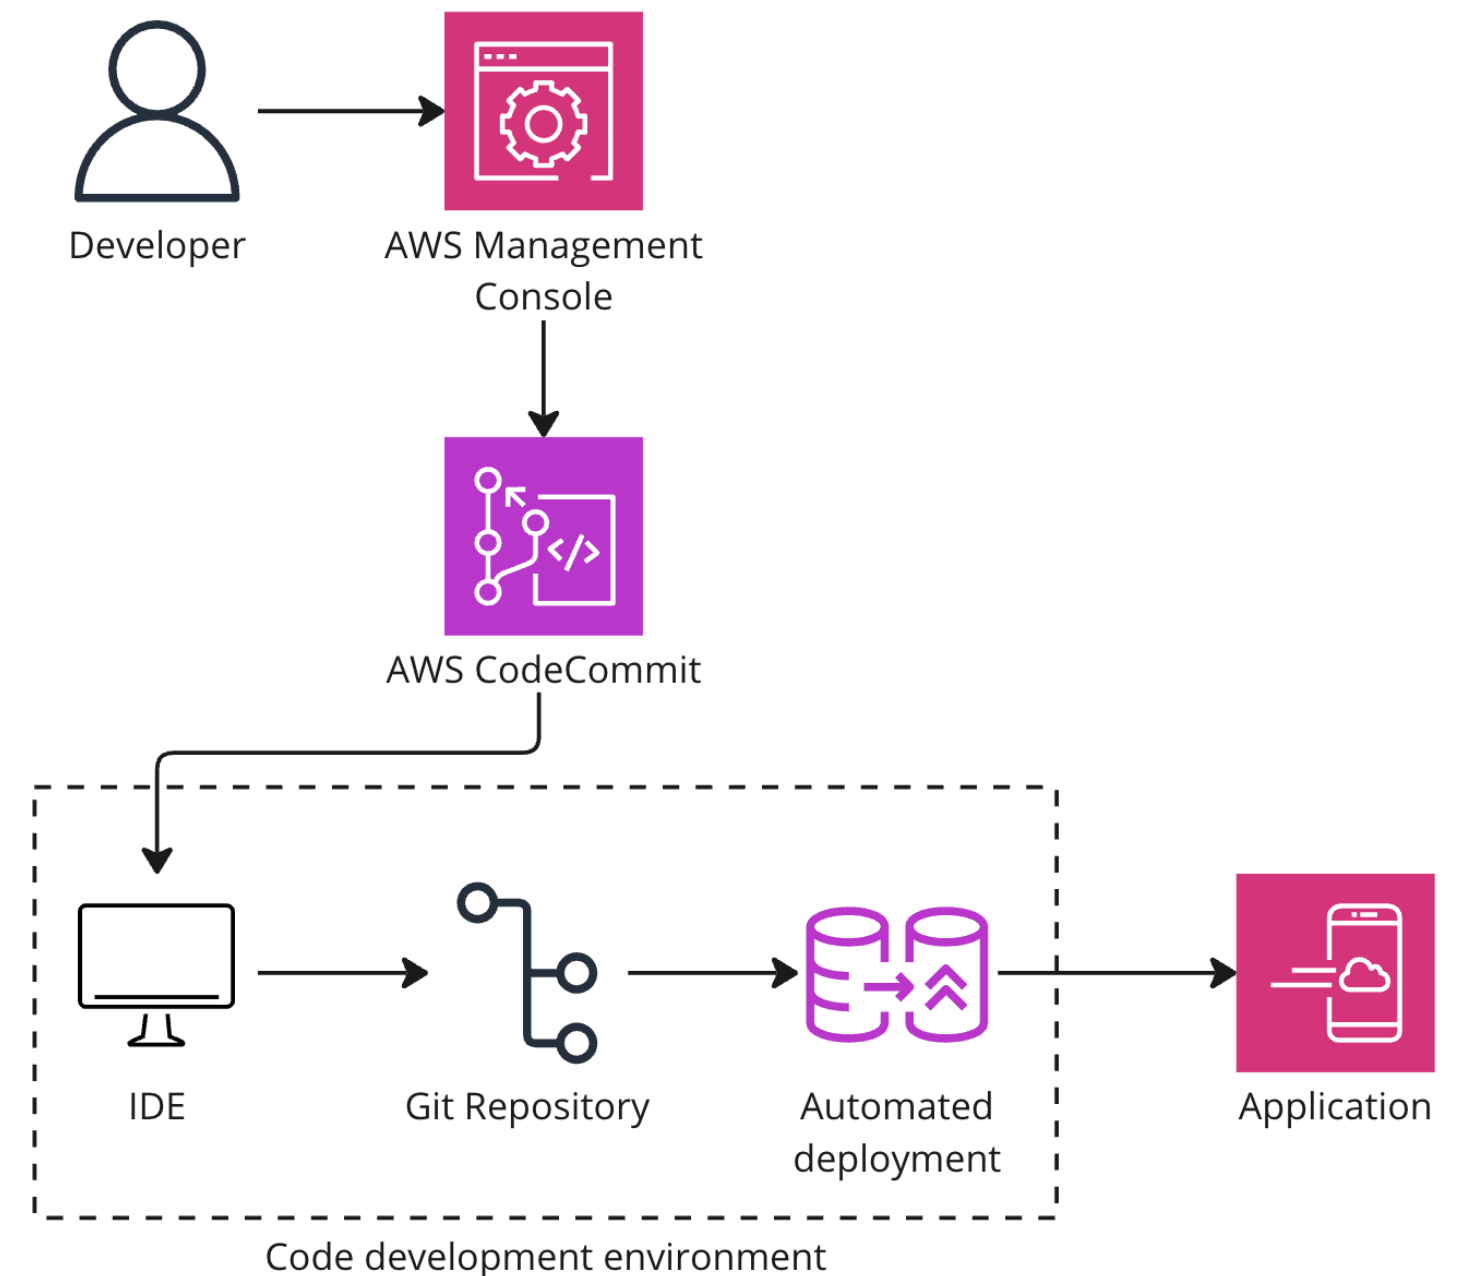 Developer
AWS Management
Console
AWS CodeCommit
IDE
Git Repository
Automated
deployment
Application
Code development environment